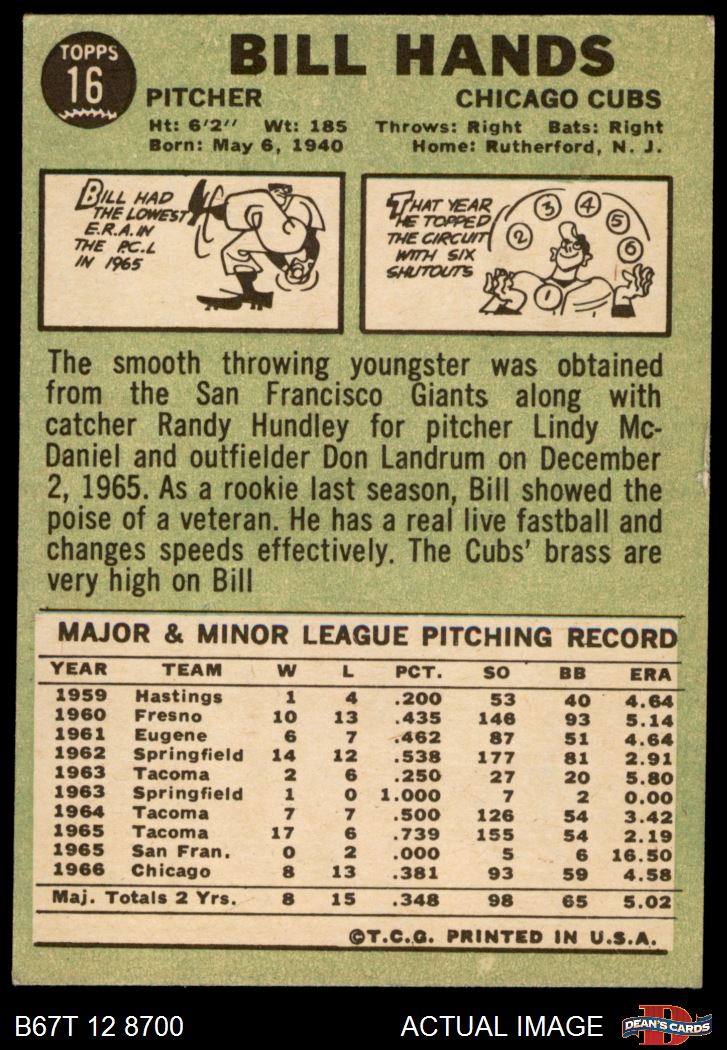 TOPPS
16
BILL HANDS
PITCHER CHICAGO CUBS
Ht: 6'2" Wt: 185 Throws: Right Bats: Right
Born: May 6, 1940 Home: Rutherford, N. J.
BILL HAD
THE LOWEST
E.R.A. IN
THE P.C.L
IN 1965
THAT YEAR
HE TOPPED
THE CIRCUIT
WITH SIX
SHUTOUTS
1
2
3
4
5
6
The smooth throwing youngster was obtained
from the San Francisco Giants along with
catcher Randy Hundley for pitcher Lindy Mc-
Daniel and outfielder Don Landrum on December
2, 1965. As a rookie last season, Bill showed the
poise of a veteran. He has a real live fastball and
changes speeds effectively. The Cubs' brass are
very high on Bill
MAJOR & MINOR LEAGUE PITCHING RECORD
YEAR TEAM W L PCT. SO BB ERA
1959 Hastings 1 4 .200 53 40 4.64
1960 Fresno 10 13 .435 146 93 5.14
1961 Eugene 6 7 .462 87 51 4.64
1962 Springfield 14 12 .538 177 81 2.91
1963 Tacoma 2 6 .250 27 20 5.80
1963 Springfield 1 0 1.000 7 2 0.00
1964 Tacoma 7 7 .500 126 54 3.42
1965 Tacoma 17 6 .739 155 54 2.19
1965 San Fran. 0 2 .000 5 6 16.50
1966 Chicago 8 13 .381 93 59 4.58
Maj. Totals 2 Yrs. 8 15 .348 98 65 5.02
©T.C.G. PRINTED IN U.S.A.
B67T 12 8700 ACTUAL IMAGE
D
DEAN'S CARDS